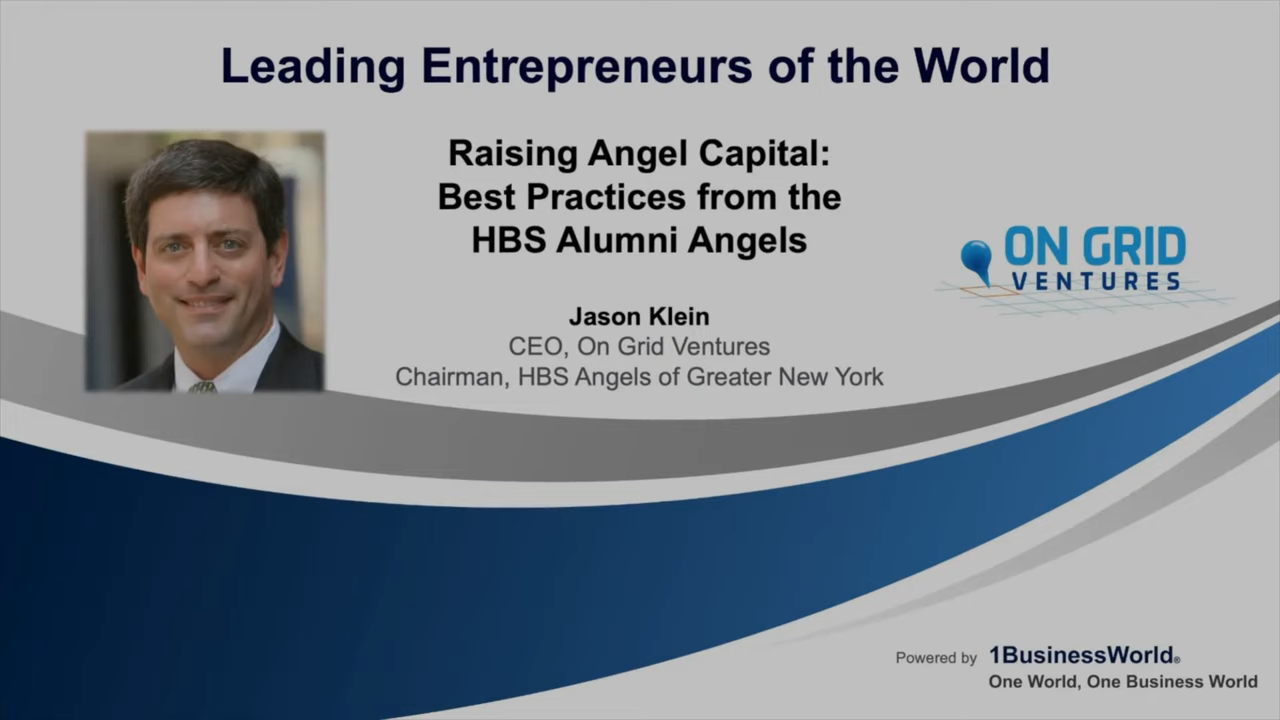 Leading Entrepreneurs of the World
Raising Angel Capital:
Best Practices from the
HBS Alumni Angels
ON GRID
VENTURES
Jason Klein
CEO, On Grid Ventures
Chairman, HBS Angels of Greater New York
Powered by 1BusinessWorld®
One World, One Business World